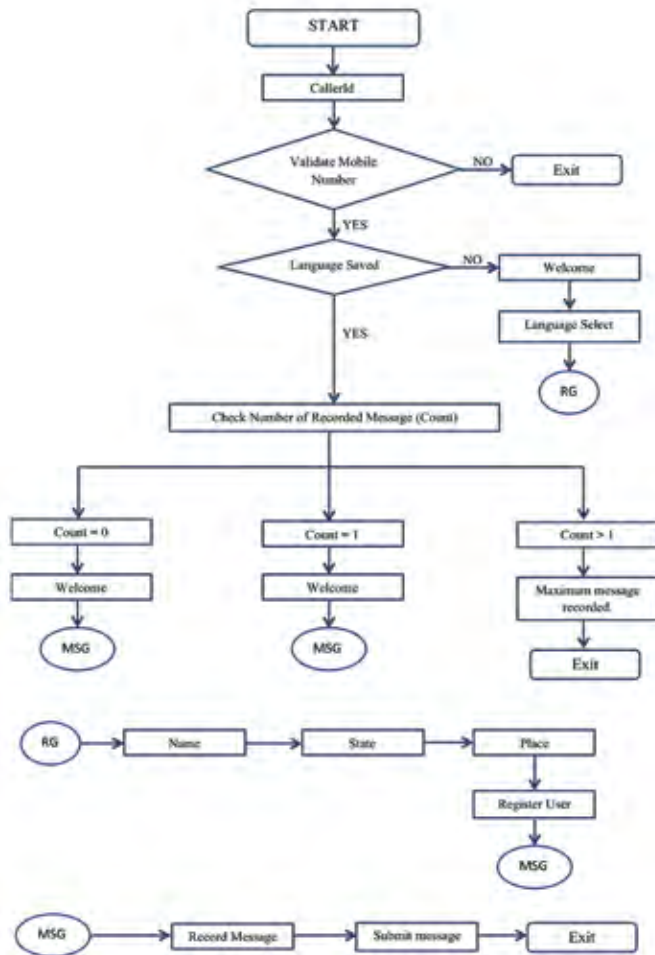 START
CallerId
Validate Mobile
Number
NO
Exit
YES
Language Saved
NO
Welcome
YES
Language Select
RG
Check Number of Recorded Message (Count)
Count = 0
Count = 1
Count > 1
Welcome
Welcome
Maximum message
recorded.
MSG
MSG
Exit
RG
Name
State
Place
Register User
MSG
MSG
Record Message
Submit message
Exit